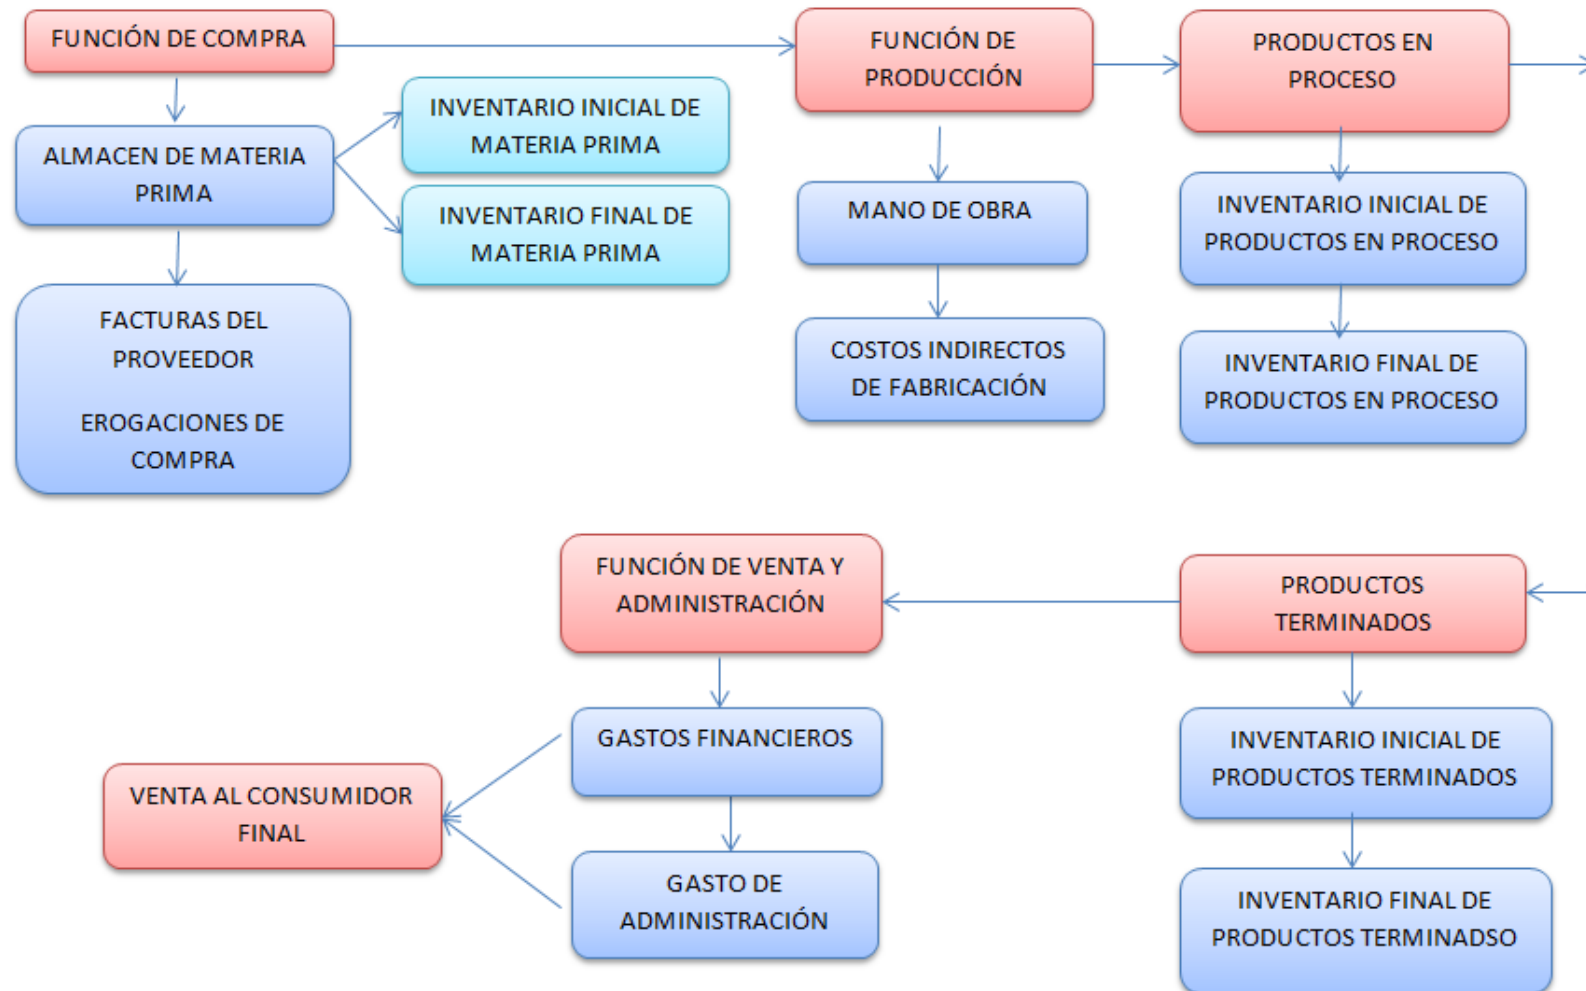 FUNCIÓN DE COMPRA
FUNCIÓN DE
PRODUCCIÓN
PRODUCTOS EN
PROCESO
ALMACEN DE MATERIA
PRIMA
INVENTARIO INICIAL DE
MATERIA PRIMA
INVENTARIO FINAL DE
MATERIA PRIMA
MANO DE OBRA
INVENTARIO INICIAL DE
PRODUCTOS EN PROCESO
FACTURAS DEL
PROVEEDOR
EROGACIONES DE
COMPRA
COSTOS INDIRECTOS
DE FABRICACIÓN
INVENTARIO FINAL DE
PRODUCTOS EN PROCESO
FUNCIÓN DE VENTA Y
ADMINISTRACIÓN
PRODUCTOS
TERMINADOS
GASTOS FINANCIEROS
INVENTARIO INICIAL DE
PRODUCTOS TERMINADOS
VENTA AL CONSUMIDOR
FINAL
GASTO DE
ADMINISTRACIÓN
INVENTARIO FINAL DE
PRODUCTOS TERMINADSO